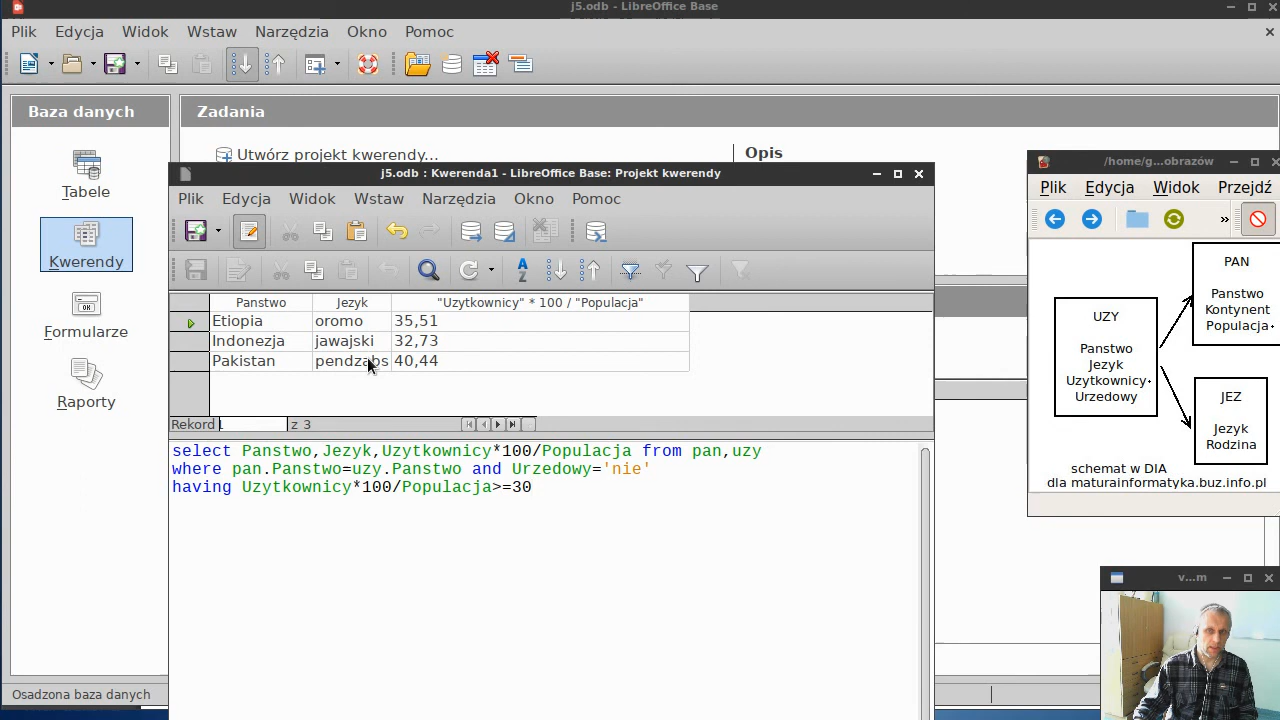 j5.odb - LibreOffice Base
Plik Edycja Widok Wstaw Narzędzia Okno Pomoc
Baza danych
Zadania
Tabele
Kwerendy
Formularze
Raporty
Utwórz projekt kwerendy...
Opis
j5.odb : Kwerenda1 - LibreOffice Base: Projekt kwerendy
Plik Edycja Widok Wstaw Narzędzia Okno Pomoc
Panstwo Jezyk "Uzytkownicy" * 100 / "Populacja"
Etiopia oromo 35,51
Indonezja jawajski 32,73
Pakistan 40,44
Rekord 1 z 3
select Panstwo,Jezyk,Uzytkownicy*100/Populacja from pan,uzy
where pan.Panstwo=uzy.Panstwo and Urzedowy='nie'
having Uzytkownicy*100/Populacja>=30
/home/g...obrazów
Plik Edycja Widok Przejdź
»
UZY
Panstwo
Jezyk
Uzytkownicy
Urzedowy
PAN
Panstwo
Kontynent
Populacja
JEZ
Jezyk
Rodzina
schemat w DIA
dla maturainformatyka.buz.info.pl
v...m
Osadzona baza danych